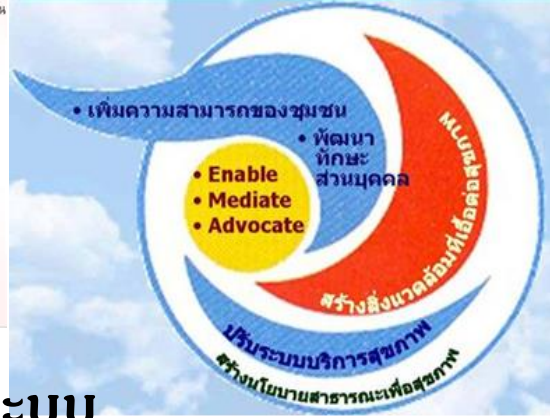 • เพิ่มความสามารถของชุมชน
• พัฒนา
ทักษะ
ส่วนบุคคล
• Enable
• Mediate
• Advocate
สร้างสิ่งแวดล้อมที่เอื้อต่อสุขภาพ
ปรับระบบบริการสุขภาพ
สร้างนโยบายสาธารณะเพื่อสุขภาพ